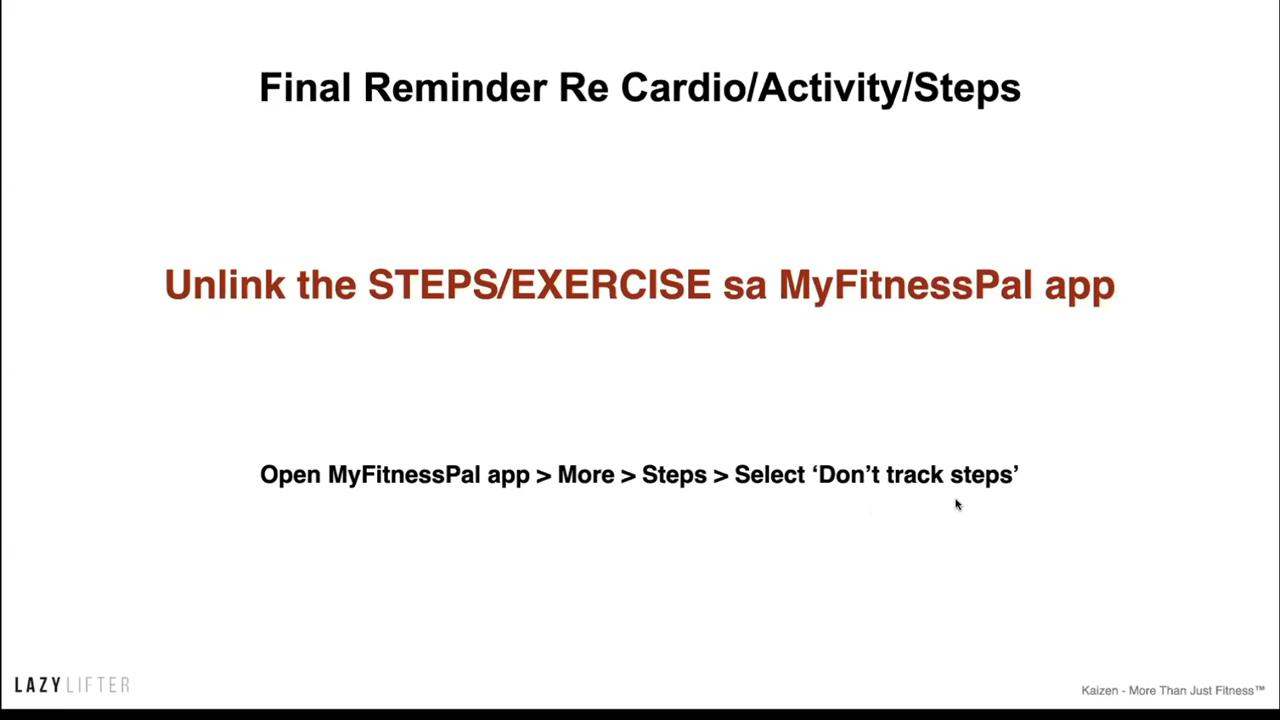 Final Reminder Re Cardio/Activity/Steps
Unlink the STEPS/EXERCISE sa MyFitnessPal app
Open MyFitnessPal app > More > Steps > Select ‘Don’t track steps’
LAZYLIFTER
Kaizen - More Than Just Fitness™